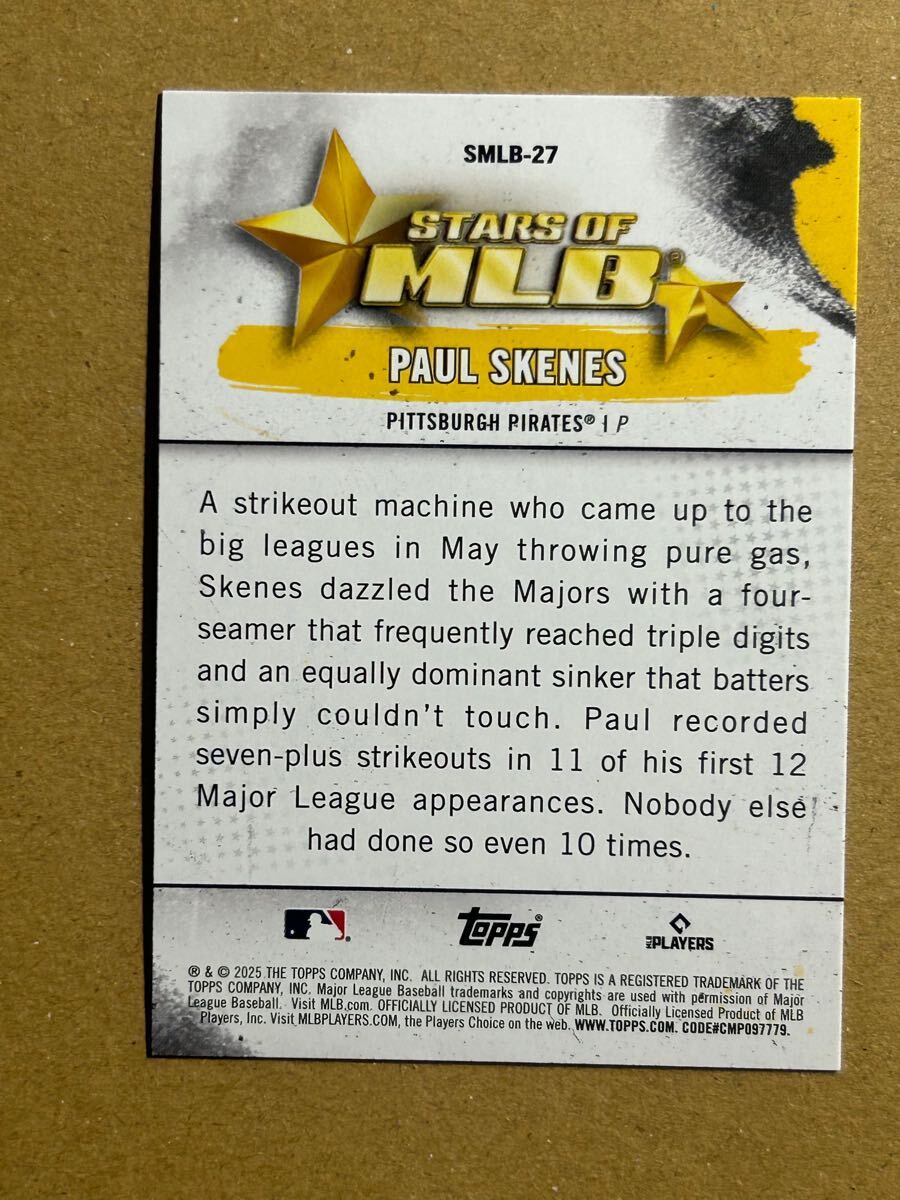 SMLB-27
STARS OF
MLB®
PAUL SKENES
PITTSBURGH PIRATES® | P
A strikeout machine who came up to the
big leagues in May throwing pure gas,
Skenes dazzled the Majors with a four-
seamer that frequently reached triple digits
and an equally dominant sinker that batters
simply couldn't touch. Paul recorded
seven-plus strikeouts in 11 of his first 12
Major League appearances. Nobody else
had done so even 10 times.
Topps® MLB PLAYERS
® & © 2025 THE TOPPS COMPANY, INC. ALL RIGHTS RESERVED. TOPPS IS A REGISTERED TRADEMARK OF THE
TOPPS COMPANY, INC. Major League Baseball trademarks and copyrights are used with permission of Major
League Baseball. Visit MLB.com. OFFICIALLY LICENSED PRODUCT OF MLB. Officially Licensed Product of MLB
Players, Inc. Visit MLBPLAYERS.COM, the Players Choice on the web. WWW.TOPPS.COM. CODE#CMP097779.